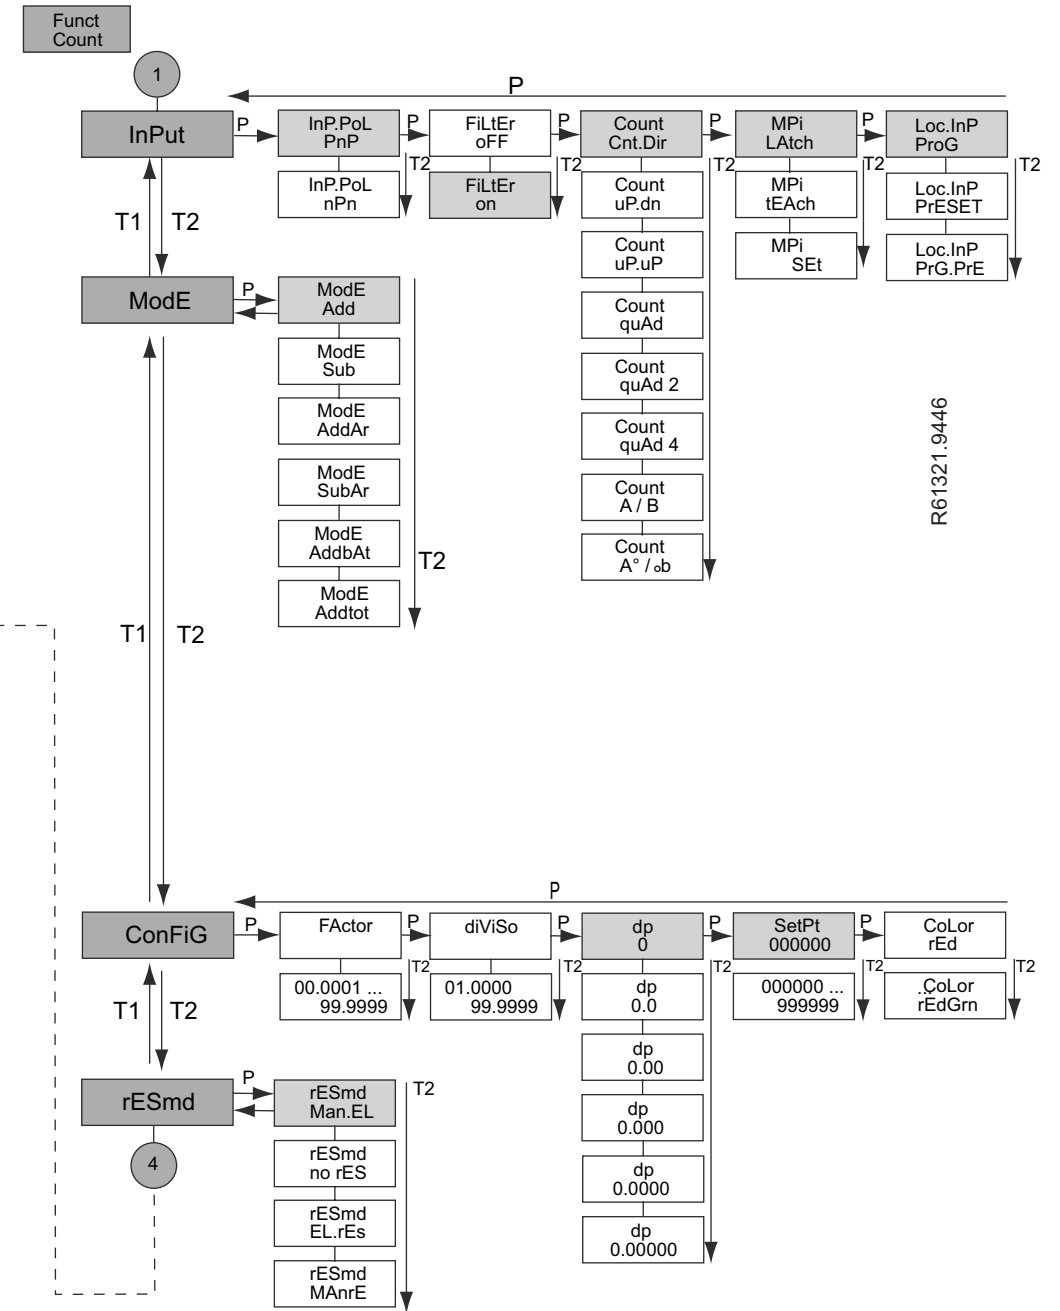 Funct
Count
1
P
InPut
P
InP.PoL
PnP
P
FiLtEr
oFF
P
Count
Cnt.Dir
P
MPi
LAtch
P
Loc.InP
ProG
T2
T2
T2
T2
T2
InP.PoL
nPn
FiLtEr
on
Count
uP.dn
MPi
tEAch
Loc.InP
PrESET
Count
uP.uP
MPi
SEt
Loc.InP
PrG.PrE
T1
T2
ModE
P
ModE
Add
Count
quAd
ModE
Sub
Count
quAd 2
ModE
AddAr
Count
quAd 4
ModE
SubAr
Count
A / B
ModE
AddbAt
Count
A° / ob
ModE
Addtot
T2
R61321.9446
T1
T2
P
ConFiG
P
FActor
P
diViSo
P
dp
0
P
SetPt
000000
P
CoLor
rEd
T2
T2
T2
T2
T2
00.0001 ...
99.9999
01.0000
99.9999
dp
0.0
000000 ...
999999
...
CoLor
rEdGrn
T1
T2
dp
0.00
rESmd
P
rESmd
Man.EL
T2
dp
0.000
4
rESmd
no rES
dp
0.0000
rESmd
EL.rEs
dp
0.00000
rESmd
MAnrE